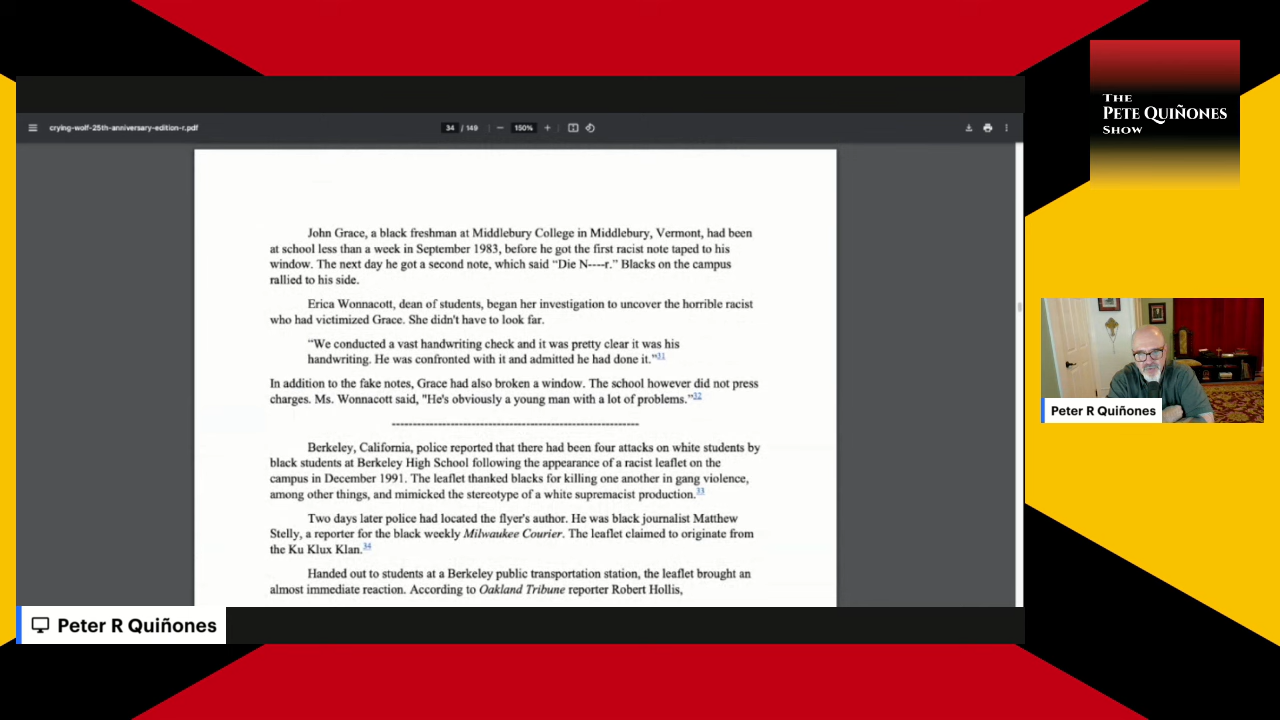 THE
PETE QUIÑONES
SHOW
crying-wolf-25th-anniversary-edition-r.pdf
34 / 149
150%
John Grace, a black freshman at Middlebury College in Middlebury, Vermont, had been
at school less than a week in September 1983, before he got the first racist note taped to his
window. The next day he got a second note, which said “Die N----r.” Blacks on the campus
rallied to his side.
Erica Wonnacott, dean of students, began her investigation to uncover the horrible racist
who had victimized Grace. She didn't have to look far.
“We conducted a vast handwriting check and it was pretty clear it was his
handwriting. He was confronted with it and admitted he had done it.”31
In addition to the fake notes, Grace had also broken a window. The school however did not press
charges. Ms. Wonnacott said, "He's obviously a young man with a lot of problems.”32
------------------------------------------------------------
Berkeley, California, police reported that there had been four attacks on white students by
black students at Berkeley High School following the appearance of a racist leaflet on the
campus in December 1991. The leaflet thanked blacks for killing one another in gang violence,
among other things, and mimicked the stereotype of a white supremacist production.33
Two days later police had located the flyer's author. He was black journalist Matthew
Stelly, a reporter for the black weekly Milwaukee Courier. The leaflet claimed to originate from
the Ku Klux Klan.34
Handed out to students at a Berkeley public transportation station, the leaflet brought an
almost immediate reaction. According to Oakland Tribune reporter Robert Hollis,
Peter R Quiñones
Peter R Quiñones